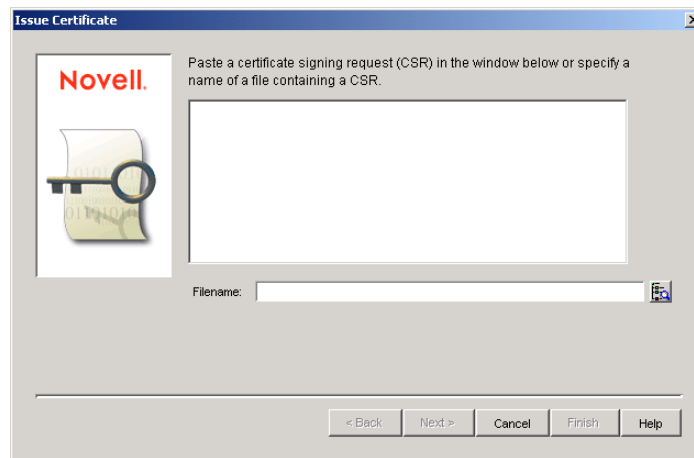 Issue Certificate
Novell.
Paste a certificate signing request (CSR) in the window below or specify a
name of a file containing a CSR.
Filename:
< Back Next > Cancel Finish Help